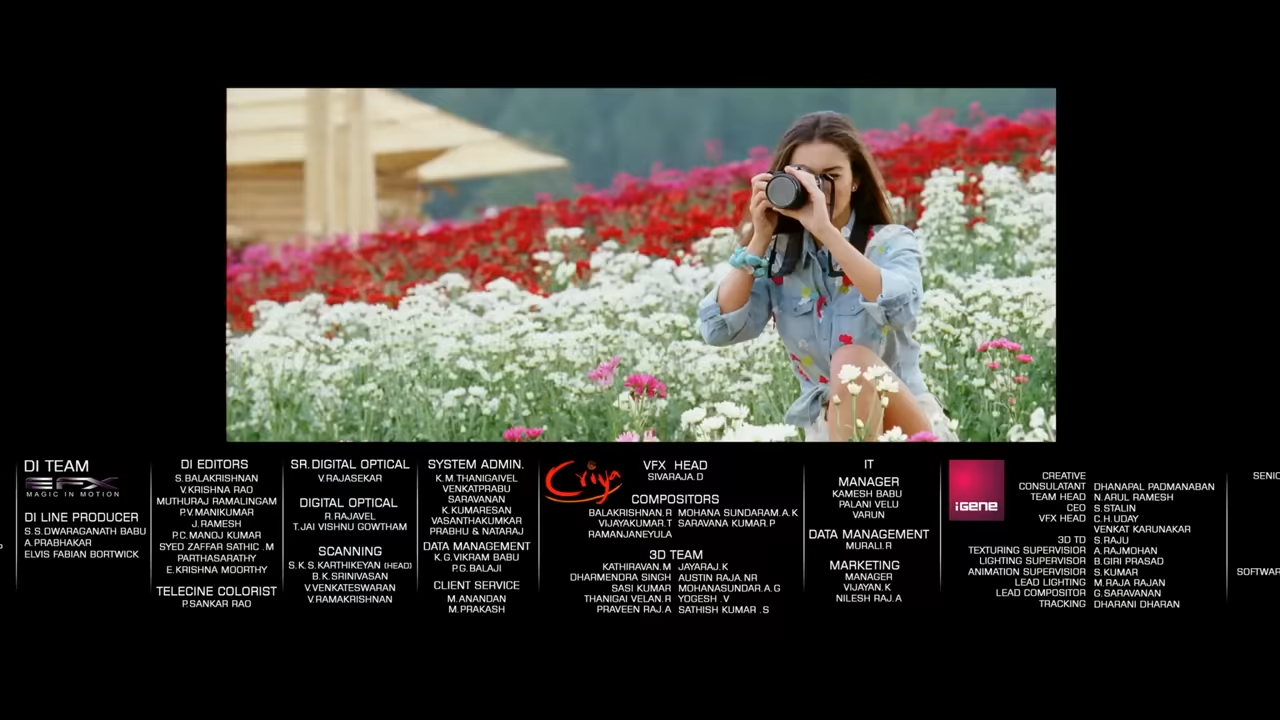 DI TEAM
EFX
MAGIC IN MOTION
DI LINE PRODUCER
S.S.DWARAGANATH BABU
A.PRABHAKAR
ELVIS FABIAN BORTWICK
DI EDITORS
S.BALAKRISHNAN
V.KRISHNA RAO
MUTHURAJ RAMALINGAM
P.V.MANIKUMAR
J.RAMESH
P.C.MANOJ KUMAR
SYED ZAFFAR SATHIC .M
PARTHASARATHY
E.KRISHNA MOORTHY
TELECINE COLORIST
P.SANKAR RAO
SR.DIGITAL OPTICAL
V.RAJASEKAR
DIGITAL OPTICAL
R.RAJAVEL
T.JAI VISHNU GOWTHAM
SCANNING
S.K.S.KARTHIKEYAN (HEAD)
B.K.SRINIVASAN
V.VENKATESWARAN
V.RAMAKRISHNAN
SYSTEM ADMIN.
K.M.THANIGAIVEL
VENKATPRABU
SARAVANAN
K.KUMARESAN
VASANTHAKUMKAR
PRABHU & NATARAJ
DATA MANAGEMENT
K.G.VIKRAM BABU
P.G.BALAJI
CLIENT SERVICE
M.ANANDAN
M.PRAKASH
Criya
VFX HEAD
SIVARAJA.D
COMPOSITORS
BALAKRISHNAN.R MOHANA SUNDARAM.A.K
VIJAYAKUMAR.T SARAVANA KUMAR.P
RAMANJANEYULA
3D TEAM
KATHIRAVAN.M JAYARAJ.K
DHARMENDRA SINGH AUSTIN RAJA.NR
SASI KUMAR MOHANASUNDAR.A.G
THANIGAI VELAN.R YOGESH .V
PRAVEEN RAJ.A SATHISH KUMAR .S
IT
MANAGER
KAMESH BABU
PALANI VELU
VARUN
DATA MANAGEMENT
MURALI.R
MARKETING
MANAGER
VIJAYAN.K
NILESH RAJ.A
iGENE
CREATIVE
CONSULATANT DHANAPAL PADMANABAN
TEAM HEAD N.ARUL RAMESH
CEO S.STALIN
VFX HEAD C.H.UDAY
VENKAT KARUNAKAR
3D TD S.RAJU
TEXTURING SUPERVISIOR A.RAJMOHAN
LIGHTING SUPERVISIOR B.GIRI PRASAD
ANIMATION SUPERVISIOR S.KUMAR
LEAD LIGHTING M.RAJA RAJAN
LEAD COMPOSITOR G.SARAVANAN
TRACKING DHARANI DHARAN
SENIO
SOFTWAR